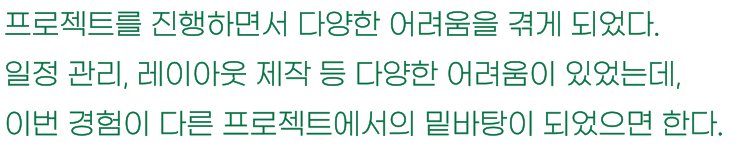 프로젝트를 진행하면서 다양한 어려움을 겪게 되었다.
일정 관리, 레이아웃 제작 등 다양한 어려움이 있었는데,
이번 경험이 다른 프로젝트에서의 밑바탕이 되었으면 한다.